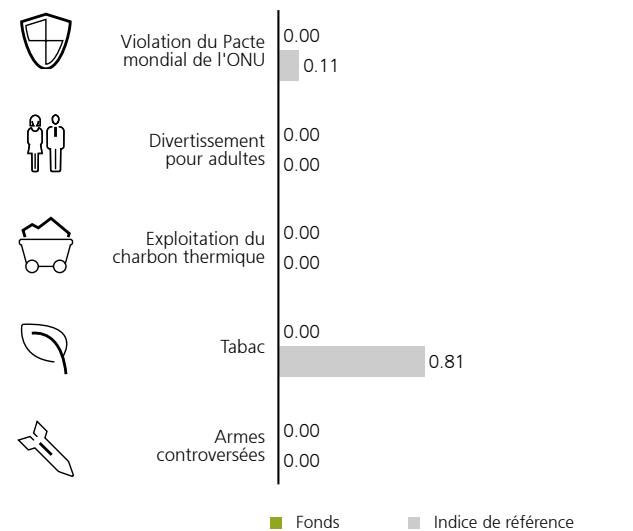 Violation du Pacte
mondial de l'ONU
0.00
0.11
Divertissement
pour adultes
0.00
0.00
Exploitation du
charbon thermique
0.00
0.00
Tabac
0.00
0.81
Armes
controversées
0.00
0.00
Fonds
Indice de référence